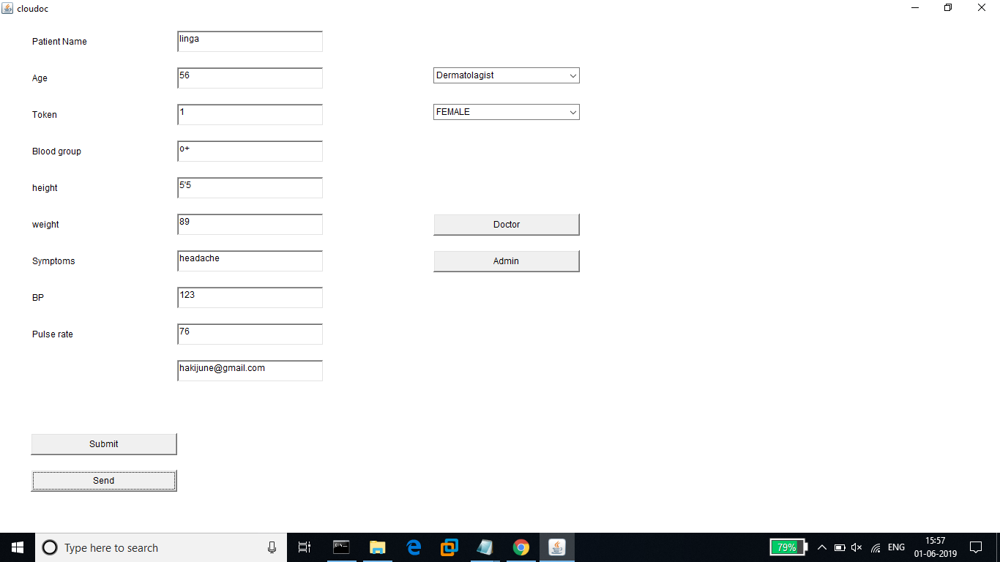 cloudoc
Patient Name linga
Age 56 Dermatolagist
Token 1 FEMALE
Blood group o+
height 5'5
weight 89 Doctor
Symptoms headache Admin
BP 123
Pulse rate 76
hakijune@gmail.com
Submit
Send
Type here to search 79% ENG 15:57
01-06-2019